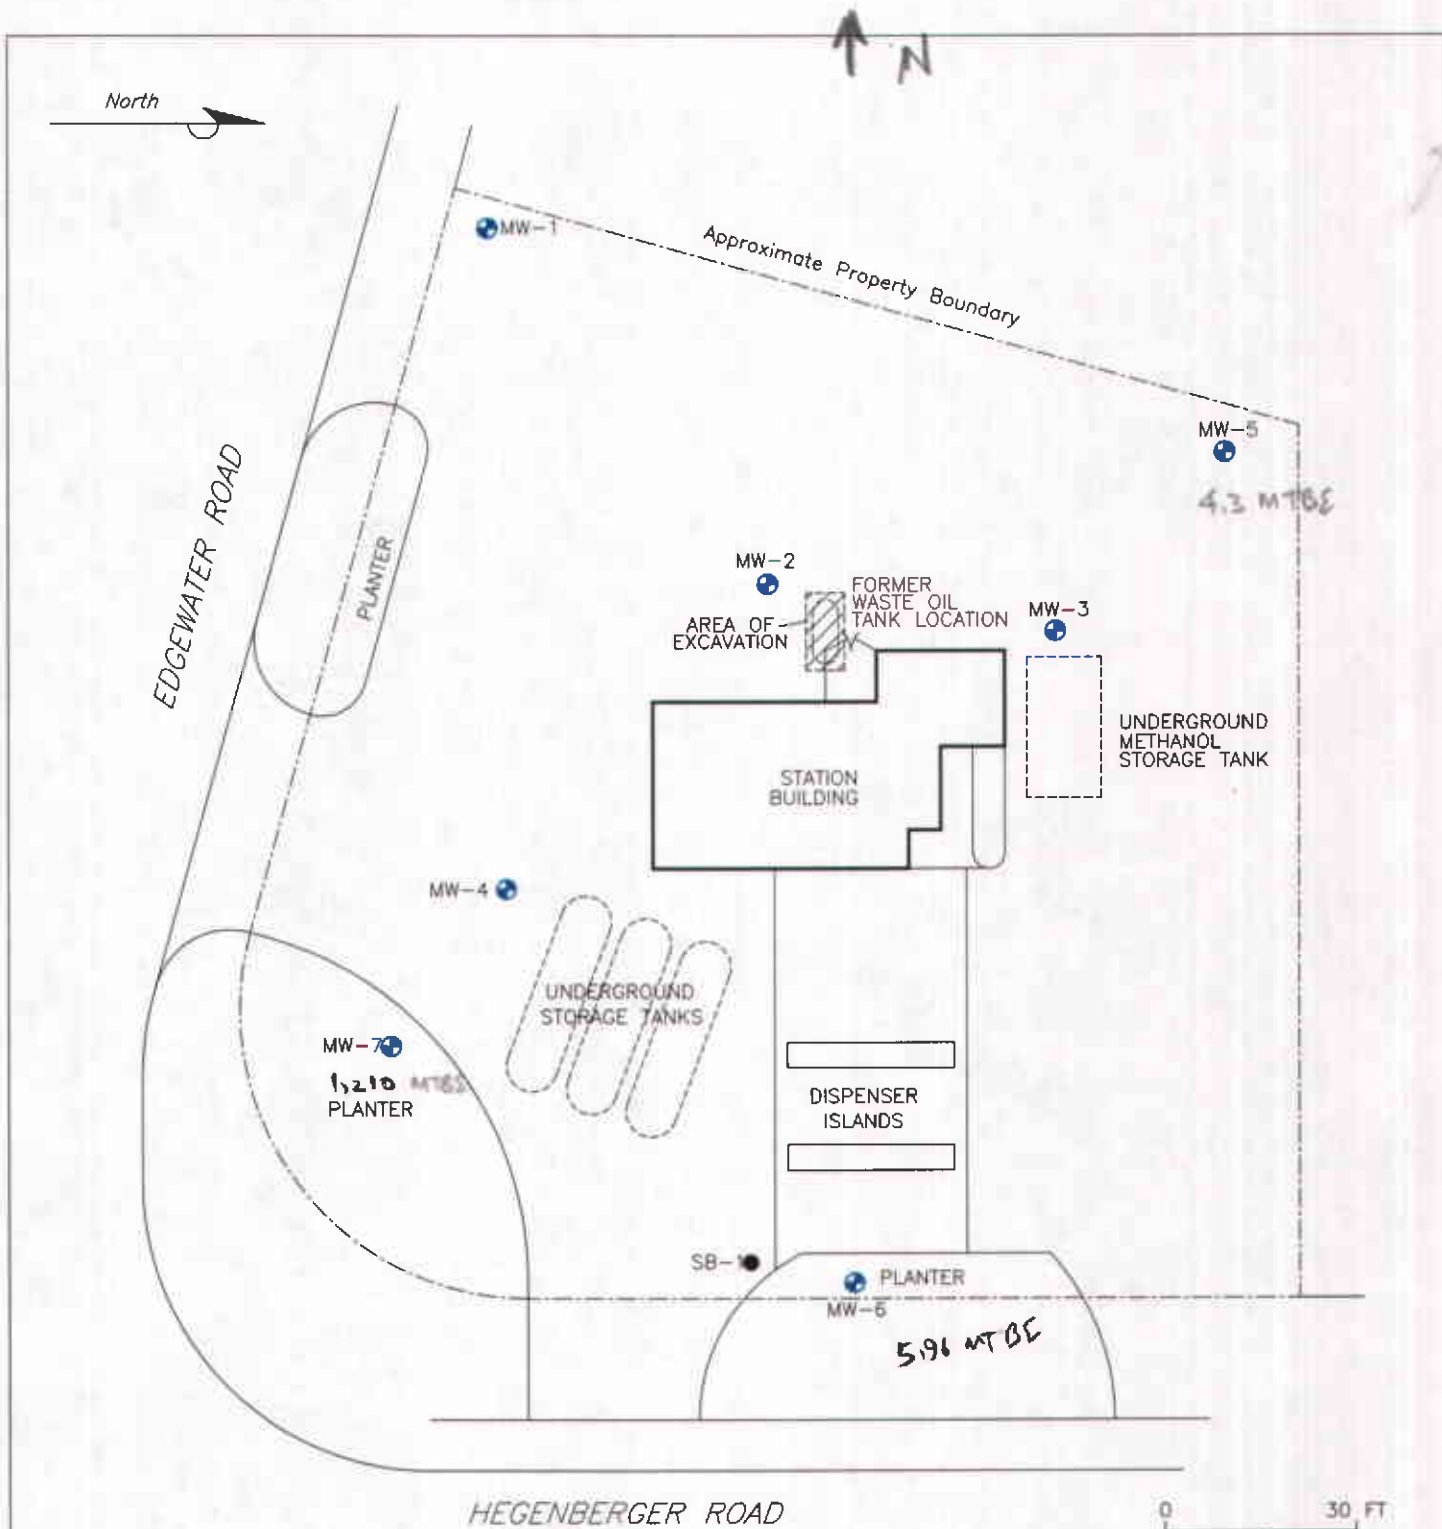 N
North
MW-1
Approximate Property Boundary
MW-5
4.3 MTBE
EDGEWATER ROAD
PLANTER
MW-2
FORMER
WASTE OIL
TANK LOCATION
AREA OF
EXCAVATION
MW-3
UNDERGROUND
METHANOL
STORAGE TANK
STATION
BUILDING
MW-4
UNDERGROUND
STORAGE TANKS
MW-7
1,210 MTBE
PLANTER
DISPENSER
ISLANDS
SB-1
PLANTER
MW-6
5.96 MTBE
HEGENBERGER ROAD
0 30 FT